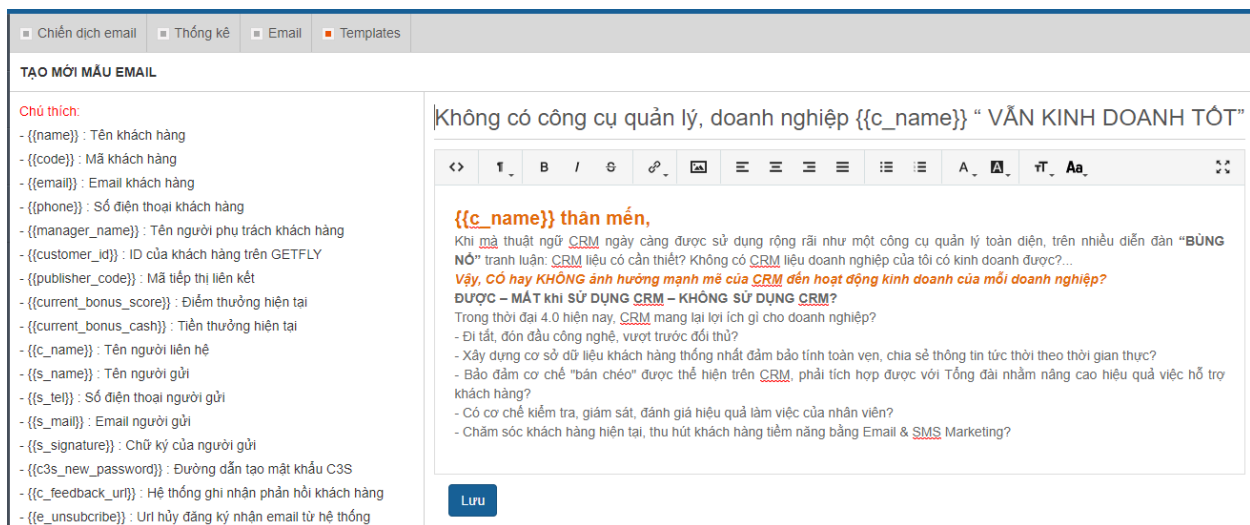 Chiến dịch email
Thống kê
Email
Templates
TẠO MỚI MẪU EMAIL
Chú thích:
- {{name}} : Tên khách hàng
- {{code}} : Mã khách hàng
- {{email}} : Email khách hàng
- {{phone}} : Số điện thoại khách hàng
- {{manager_name}} : Tên người phụ trách khách hàng
- {{customer_id}} : ID của khách hàng trên GETFLY
- {{publisher_code}} : Mã tiếp thị liên kết
- {{current_bonus_score}} : Điểm thưởng hiện tại
- {{current_bonus_cash}} : Tiền thưởng hiện tại
- {{c_name}} : Tên người liên hệ
- {{s_name}} : Tên người gửi
- {{s_tel}} : Số điện thoại người gửi
- {{s_mail}} : Email người gửi
- {{s_signature}} : Chữ ký của người gửi
- {{c3s_new_password}} : Đường dẫn tạo mật khẩu C3S
- {{c_feedback_url}} : Hệ thống ghi nhận phản hồi khách hàng
- {{e_unsubcribe}} : Url hủy đăng ký nhận email từ hệ thống
Không có công cụ quản lý, doanh nghiệp {{c_name}} “ VẪN KINH DOANH TỐT”
<> ¶ B I S A A тT Aa
{{c_name}} thân mến,
Khi mà thuật ngữ CRM ngày càng được sử dụng rộng rãi như một công cụ quản lý toàn diện, trên nhiều diễn đàn “BÙNG
NỔ” tranh luận: CRM liệu có cần thiết? Không có CRM liệu doanh nghiệp của tôi có kinh doanh được?...
Vậy, CÓ hay KHÔNG ảnh hưởng mạnh mẽ của CRM đến hoạt động kinh doanh của mỗi doanh nghiệp?
ĐƯỢC – MẤT khi SỬ DỤNG CRM – KHÔNG SỬ DỤNG CRM?
Trong thời đại 4.0 hiện nay, CRM mang lại lợi ích gì cho doanh nghiệp?
- Đi tắt, đón đầu công nghệ, vượt trước đối thủ?
- Xây dựng cơ sở dữ liệu khách hàng thống nhất đảm bảo tính toàn vẹn, chia sẻ thông tin tức thời theo thời gian thực?
- Bảo đảm cơ chế "bán chéo" được thể hiện trên CRM, phải tích hợp được với Tổng đài nhằm nâng cao hiệu quả việc hỗ trợ
khách hàng?
- Có cơ chế kiểm tra, giám sát, đánh giá hiệu quả làm việc của nhân viên?
- Chăm sóc khách hàng hiện tại, thu hút khách hàng tiềm năng bằng Email & SMS Marketing?
Lưu